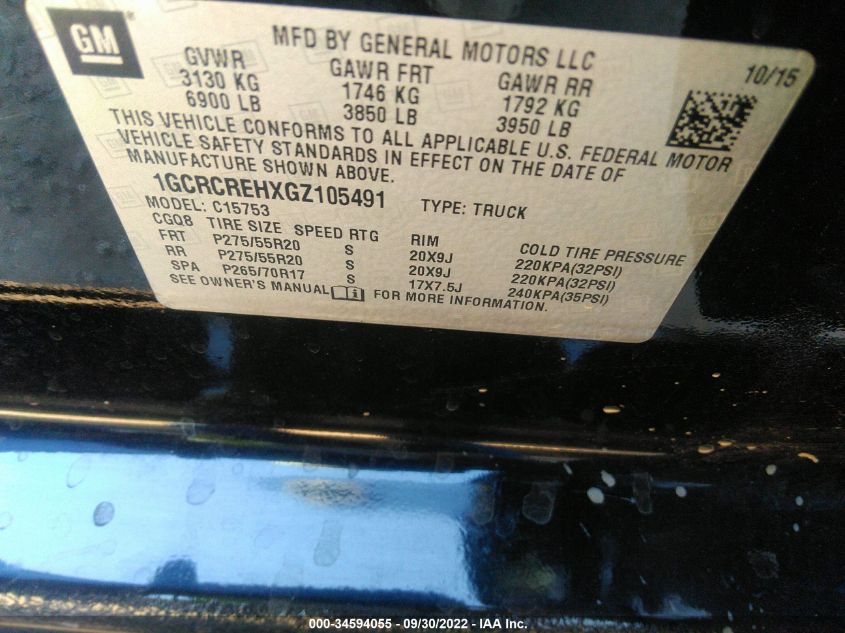 GM
MFD BY GENERAL MOTORS LLC
GVWR GAWR FRT GAWR RR 10/15
3130 KG 1746 KG 1792 KG
6900 LB 3850 LB 3950 LB
THIS VEHICLE CONFORMS TO ALL APPLICABLE U.S. FEDERAL MOTOR
VEHICLE SAFETY STANDARDS IN EFFECT ON THE DATE OF
MANUFACTURE SHOWN ABOVE.
1GCRCREHXGZ105491 TYPE: TRUCK
MODEL: C15753
CGQ8 TIRE SIZE SPEED RTG RIM COLD TIRE PRESSURE
FRT P275/55R20 S 20X9J 220KPA(32PSI)
RR P275/55R20 S 20X9J 220KPA(32PSI)
SPA P265/70R17 S 17X7.5J 240KPA(35PSI)
SEE OWNER'S MANUAL i FOR MORE INFORMATION.
000-34594055 - 09/30/2022 - IAA Inc.